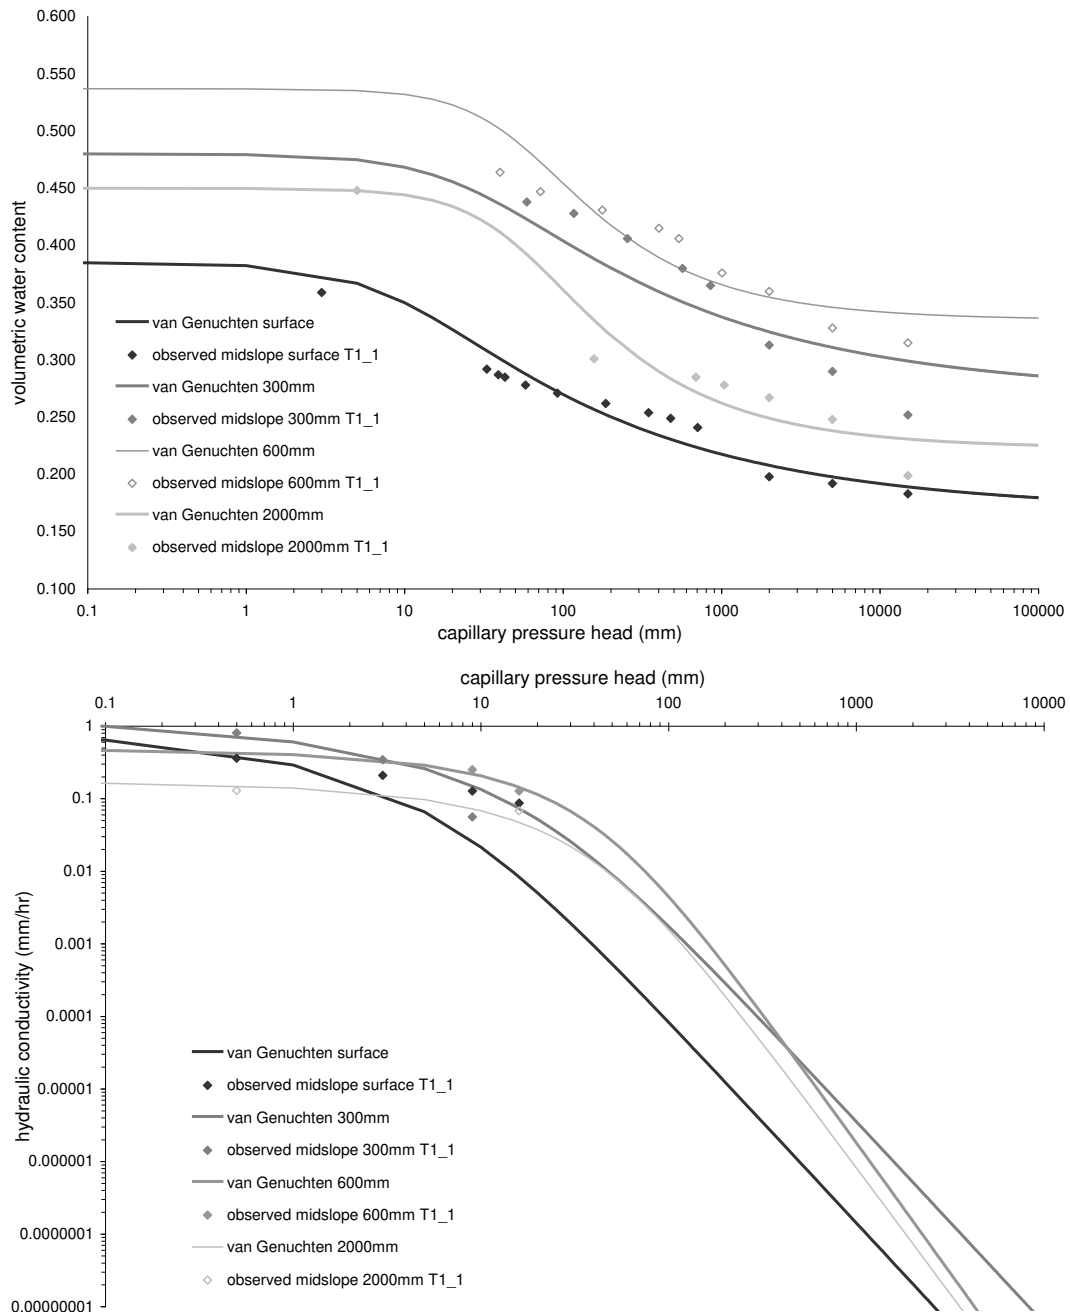 0.600
0.550
0.500
0.450
0.400
0.350
0.300
0.250
0.200
0.150
0.100
volumetric water content
van Genuchten surface
observed midslope surface T1_1
van Genuchten 300mm
observed midslope 300mm T1_1
van Genuchten 600mm
observed midslope 600mm T1_1
van Genuchten 2000mm
observed midslope 2000mm T1_1
0.1 1 10 100 1000 10000 100000
capillary pressure head (mm)
capillary pressure head (mm)
0.1 1 10 100 1000 10000
1
0.1
0.01
0.001
0.0001
0.00001
0.000001
0.0000001
0.00000001
hydraulic conductivity (mm/hr)
van Genuchten surface
observed midslope surface T1_1
van Genuchten 300mm
observed midslope 300mm T1_1
van Genuchten 600mm
observed midslope 600mm T1_1
van Genuchten 2000mm
observed midslope 2000mm T1_1